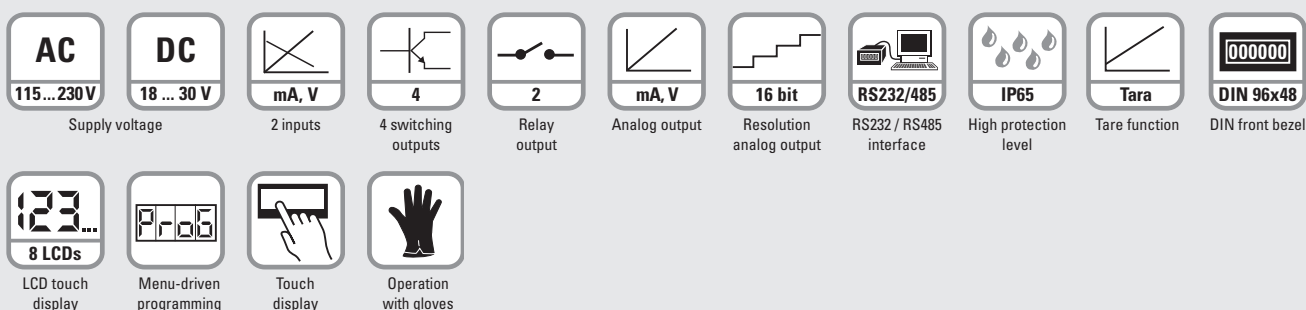 AC
115...230 V
DC
18 ... 30 V
Supply voltage
mA, V
2 inputs
4
4 switching
outputs
2
Relay
output
mA, V
Analog output
16 bit
Resolution
analog output
RS232/485
RS232 / RS485
interface
IP65
High protection
level
Tara
Tare function
000000
DIN 96x48
DIN front bezel
123...
8 LCDs
LCD touch
display
ProG
Menu-driven
programming
Touch
display
Operation
with gloves